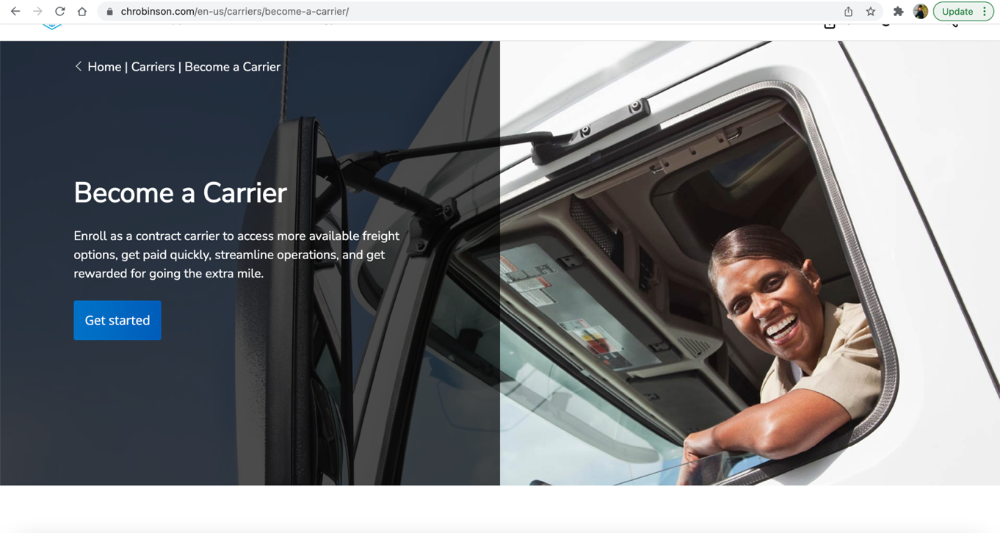 chrobinson.com/en-us/carriers/become-a-carrier/
Update
Home | Carriers | Become a Carrier
Become a Carrier
Enroll as a contract carrier to access more available freight
options, get paid quickly, streamline operations, and get
rewarded for going the extra mile.
Get started